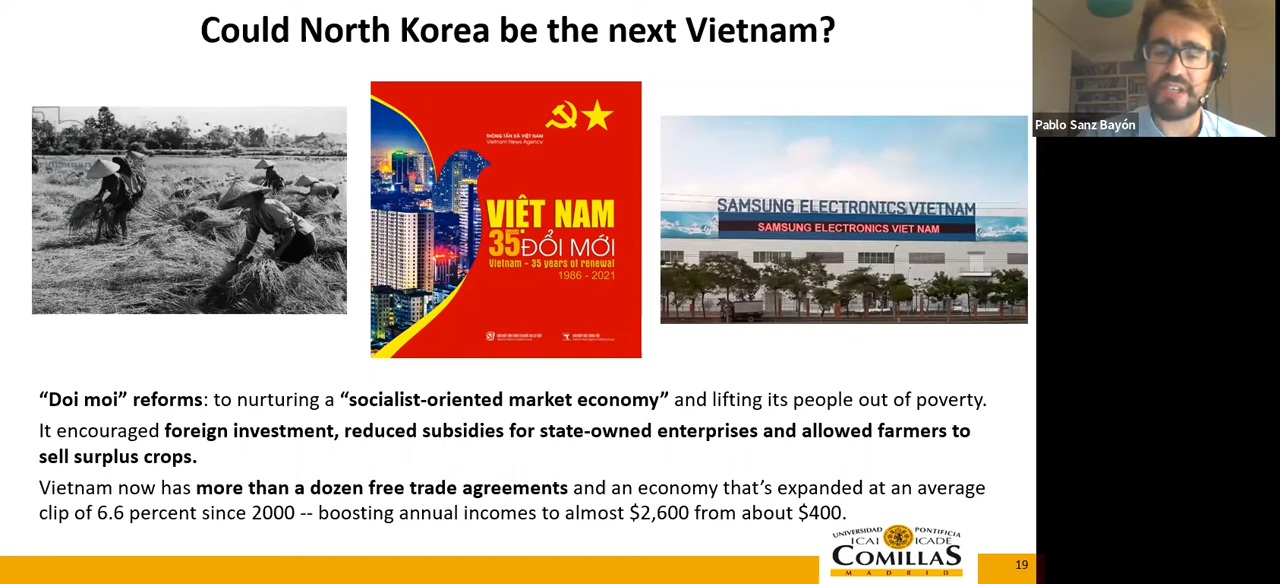 Could North Korea be the next Vietnam?
Pablo Sanz Bayón
THÔNG TẤN XÃ VIỆT NAM
Vietnam News Agency
VIỆT NAM
35 ĐỔI MỚI
Vietnam - 35 years of renewal
1986 - 2021
SAMSUNG ELECTRONICS VIETNAM
SAMSUNG ELECTRONICS VIET NAM
“Doi moi” reforms: to nurturing a “socialist-oriented market economy” and lifting its people out of poverty.
It encouraged foreign investment, reduced subsidies for state-owned enterprises and allowed farmers to
sell surplus crops.
Vietnam now has more than a dozen free trade agreements and an economy that’s expanded at an average
clip of 6.6 percent since 2000 -- boosting annual incomes to almost $2,600 from about $400.
UNIVERSIDAD PONTIFICIA
ICAI ICADE
COMILLAS
MADRID
19